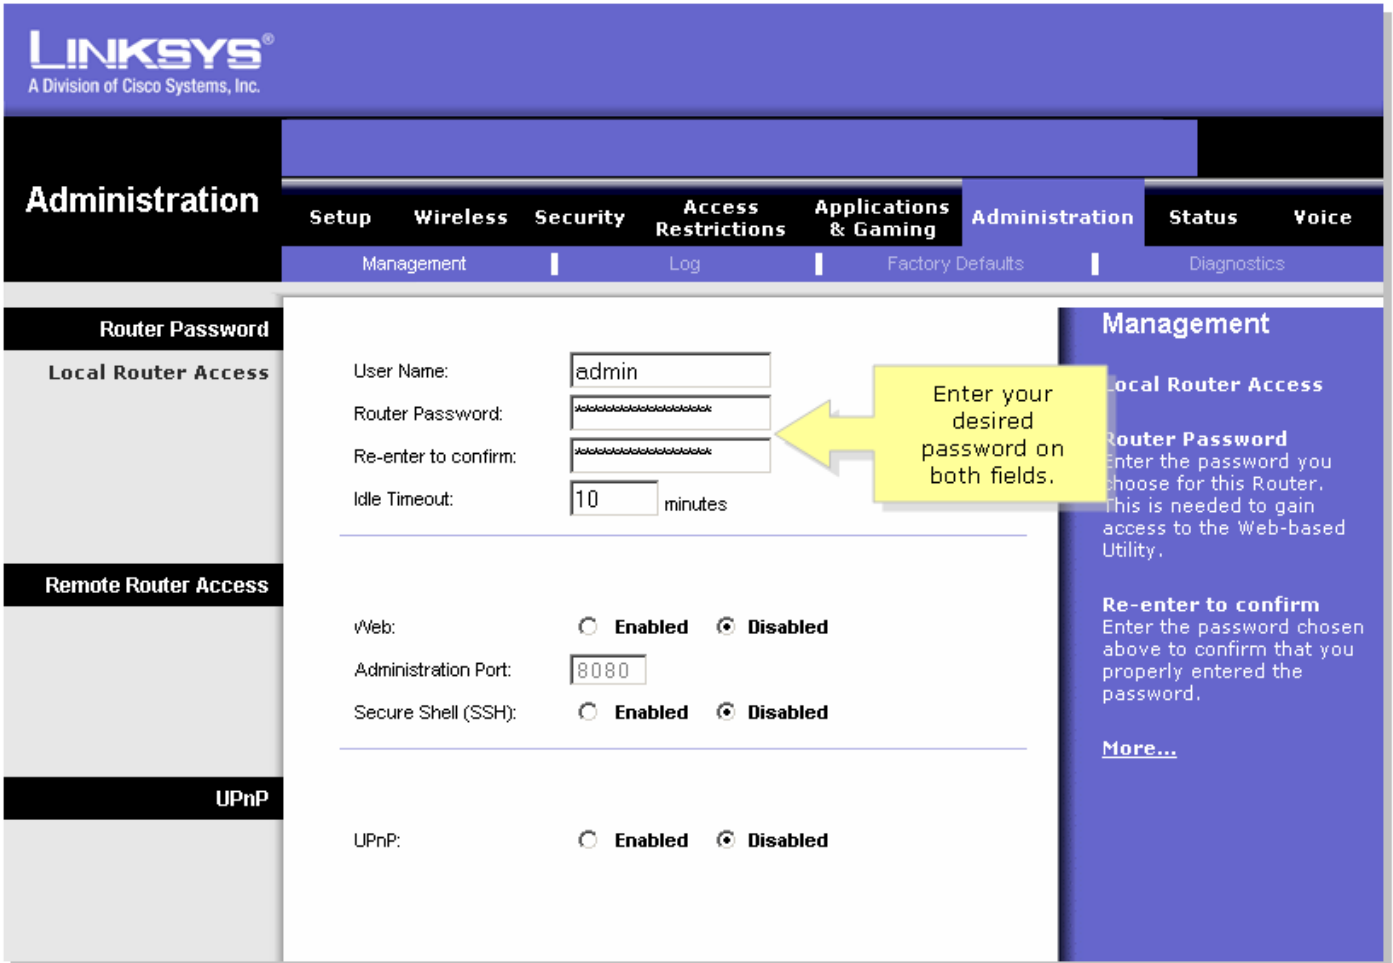 LINKSYS®
A Division of Cisco Systems, Inc.
Administration
Setup
Wireless
Security
Access
Restrictions
Applications
& Gaming
Administration
Status
Voice
Management
Log
Factory Defaults
Diagnostics
Router Password
Local Router Access
User Name:
admin
Router Password:
******************
Re-enter to confirm:
******************
Idle Timeout:
10 minutes
Enter your
desired
password on
both fields.
Remote Router Access
Web:
Enabled
Disabled
Administration Port:
8080
Secure Shell (SSH):
Enabled
Disabled
UPnP
UPnP:
Enabled
Disabled
Management
Local Router Access
Router Password
Enter the password you
choose for this Router.
This is needed to gain
access to the Web-based
Utility.
Re-enter to confirm
Enter the password chosen
above to confirm that you
properly entered the
password.
More...